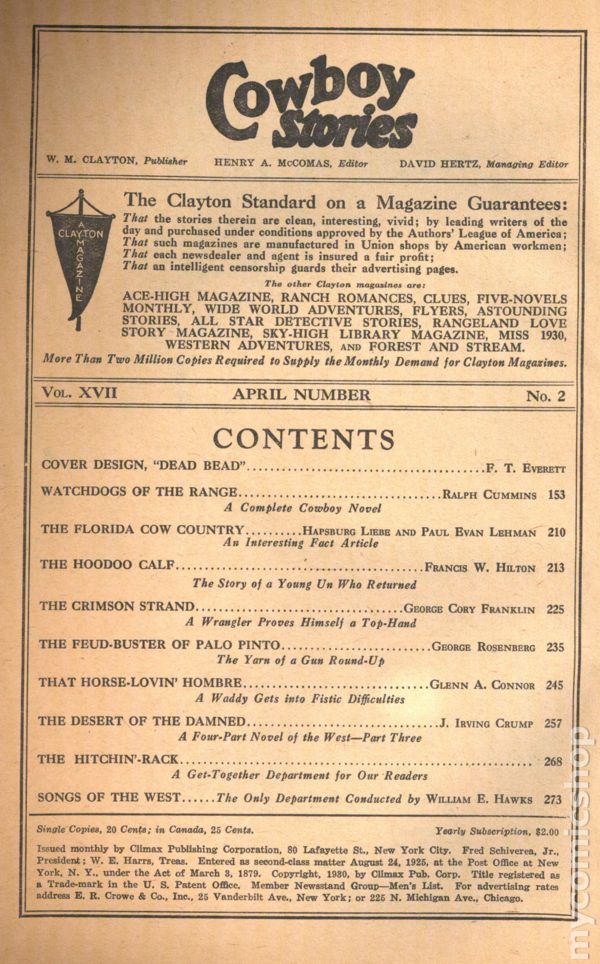 Cowboy
Stories
W. M. CLAYTON, Publisher HENRY A. McCOMAS, Editor DAVID HERTZ, Managing Editor
A
CLAYTON
MAGAZINE
The Clayton Standard on a Magazine Guarantees:
That the stories therein are clean, interesting, vivid; by leading writers of the
day and purchased under conditions approved by the Authors' League of America;
That such magazines are manufactured in Union shops by American workmen;
That each newsdealer and agent is insured a fair profit;
That an intelligent censorship guards their advertising pages.
The other Clayton magazines are:
ACE-HIGH MAGAZINE, RANCH ROMANCES, CLUES, FIVE-NOVELS
MONTHLY, WIDE WORLD ADVENTURES, FLYERS, ASTOUNDING
STORIES, ALL STAR DETECTIVE STORIES, RANGELAND LOVE
STORY MAGAZINE, SKY-HIGH LIBRARY MAGAZINE, MISS 1930,
WESTERN ADVENTURES, AND FOREST AND STREAM.
More Than Two Million Copies Required to Supply the Monthly Demand for Clayton Magazines.
VOL. XVII APRIL NUMBER No. 2
CONTENTS
COVER DESIGN, "DEAD BEAD"........................................F. T. EVERETT
WATCHDOGS OF THE RANGE..................................RALPH CUMMINS 153
A Complete Cowboy Novel
THE FLORIDA COW COUNTRY..........HAPSBURG LIEBE AND PAUL EVAN LEHMAN 210
An Interesting Fact Article
THE HOODOO CALF.........................................FRANCIS W. HILTON 213
The Story of a Young Un Who Returned
THE CRIMSON STRAND..................................GEORGE CORY FRANKLIN 225
A Wrangler Proves Himself a Top-Hand
THE FEUD-BUSTER OF PALO PINTO........................GEORGE ROSENBERG 235
The Yarn of a Gun Round-Up
THAT HORSE-LOVIN' HOMBRE..............................GLENN A. CONNOR 245
A Waddy Gets into Fistic Difficulties
THE DESERT OF THE DAMNED................................J. IRVING CRUMP 257
A Four-Part Novel of the West—Part Three
THE HITCHIN'-RACK......................................................... 268
A Get-Together Department for Our Readers
SONGS OF THE WEST......The Only Department Conducted by WILLIAM E. HAWKS 273
Single Copies, 20 Cents; in Canada, 25 Cents. Yearly Subscription, $2.00
Issued monthly by Climax Publishing Corporation, 80 Lafayette St., New York City. Fred Schiveren, Jr.,
President; W. E. Harrs, Treas. Entered as second-class matter August 24, 1925, at the Post Office at New
York, N. Y., under the Act of March 3, 1879. Copyright, 1930, by Climax Pub. Corp. Title registered as
a Trade-mark in the U. S. Patent Office. Member Newsstand Group—Men's List. For advertising rates
address E. R. Crowe & Co., Inc., 25 Vanderbilt Ave., New York; or 225 N. Michigan Ave., Chicago.
mycomicshop